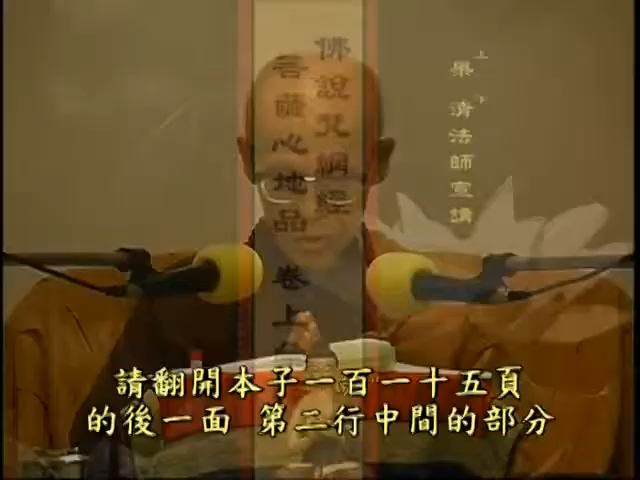 佛說梵網經
菩薩心地品 卷上
上果下濟法師宣講
請翻開本子一百一十五頁
的後一面 第二行中間的部分